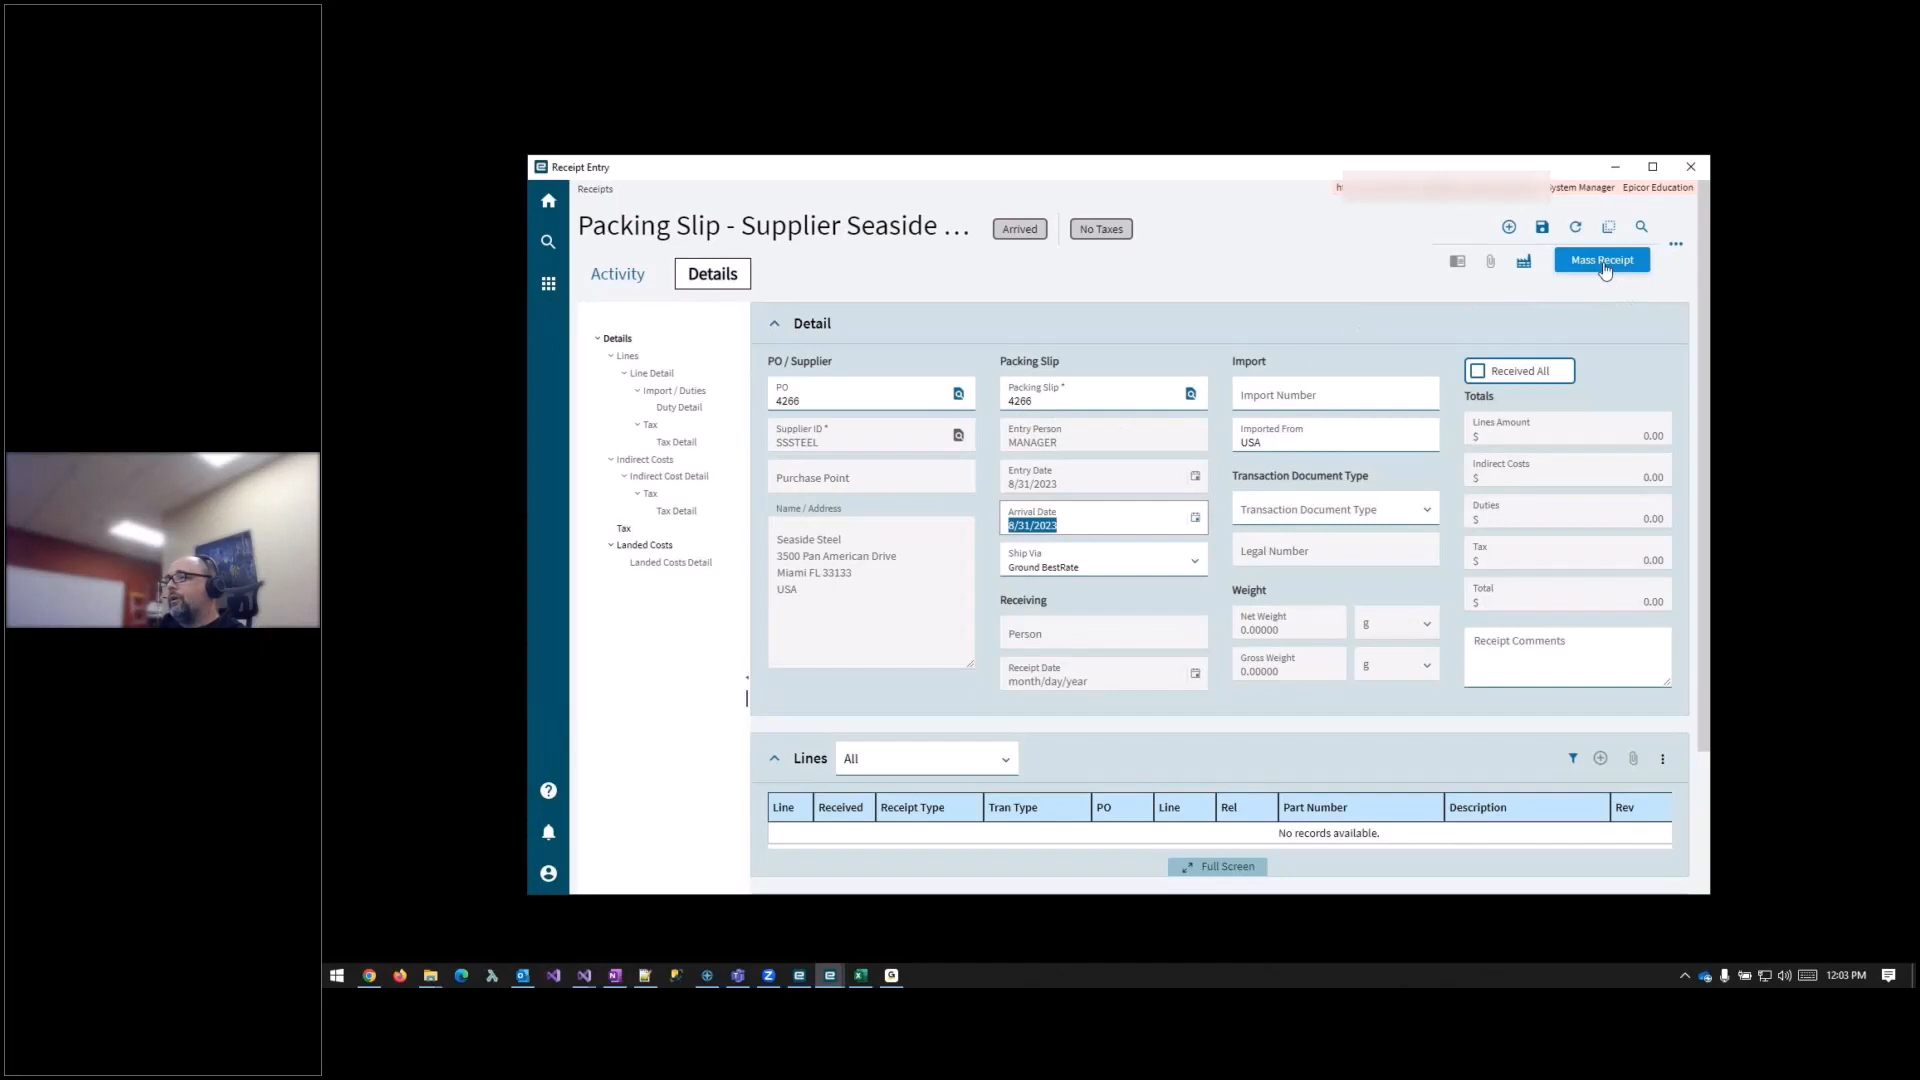 Receipt Entry
Receipts
System Manager Epicor Education
Packing Slip - Supplier Seaside ...
Arrived
No Taxes
Mass Receipt
Activity
Details
Details
Lines
Line Detail
Import / Duties
Duty Detail
Tax
Tax Detail
Indirect Costs
Indirect Cost Detail
Tax
Tax Detail
Tax
Landed Costs
Landed Costs Detail
Detail
PO / Supplier
PO
4266
Supplier ID *
SSSTEEL
Purchase Point
Name / Address
Seaside Steel
3500 Pan American Drive
Miami FL 33133
USA
Packing Slip
Packing Slip *
4266
Entry Person
MANAGER
Entry Date
8/31/2023
Arrival Date
8/31/2023
Ship Via
Ground BestRate
Receiving
Person
Receipt Date
month/day/year
Import
Import Number
Imported From
USA
Transaction Document Type
Transaction Document Type
Legal Number
Weight
Net Weight
0.00000
g
Gross Weight
0.00000
g
Received All
Totals
Lines Amount
$ 0.00
Indirect Costs
$ 0.00
Duties
$ 0.00
Tax
$ 0.00
Total
$ 0.00
Receipt Comments
Lines
All
Line Received Receipt Type Tran Type PO Line Rel Part Number Description Rev
No records available.
Full Screen
12:03 PM